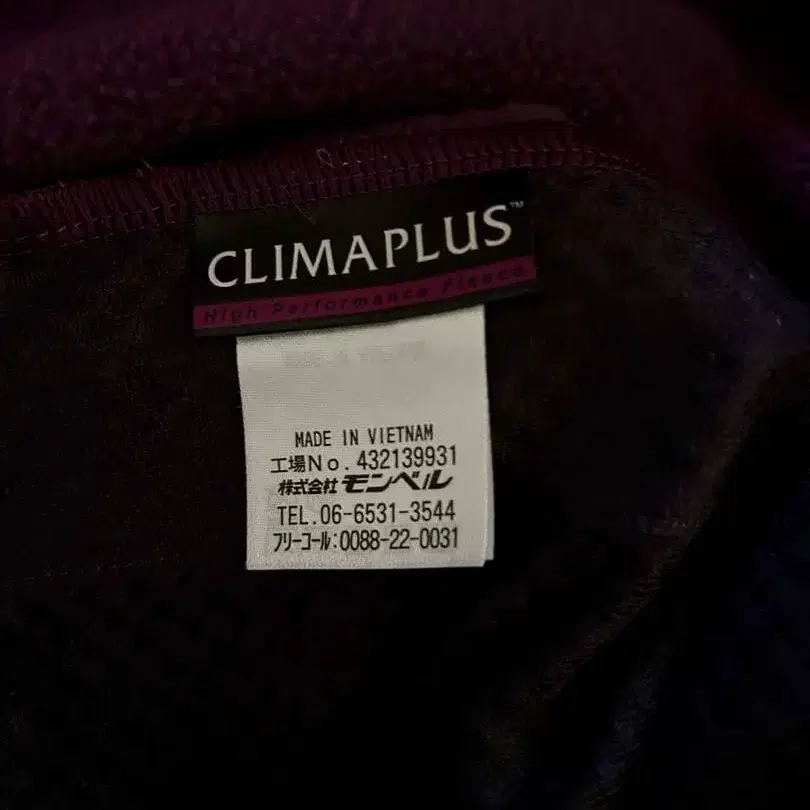 CLIMAPLUS™
High Performance Fleece
MADE IN VIETNAM
工場No.432139931
株式会社モンベル
TEL.06-6531-3544
フリーコール:0088-22-0031